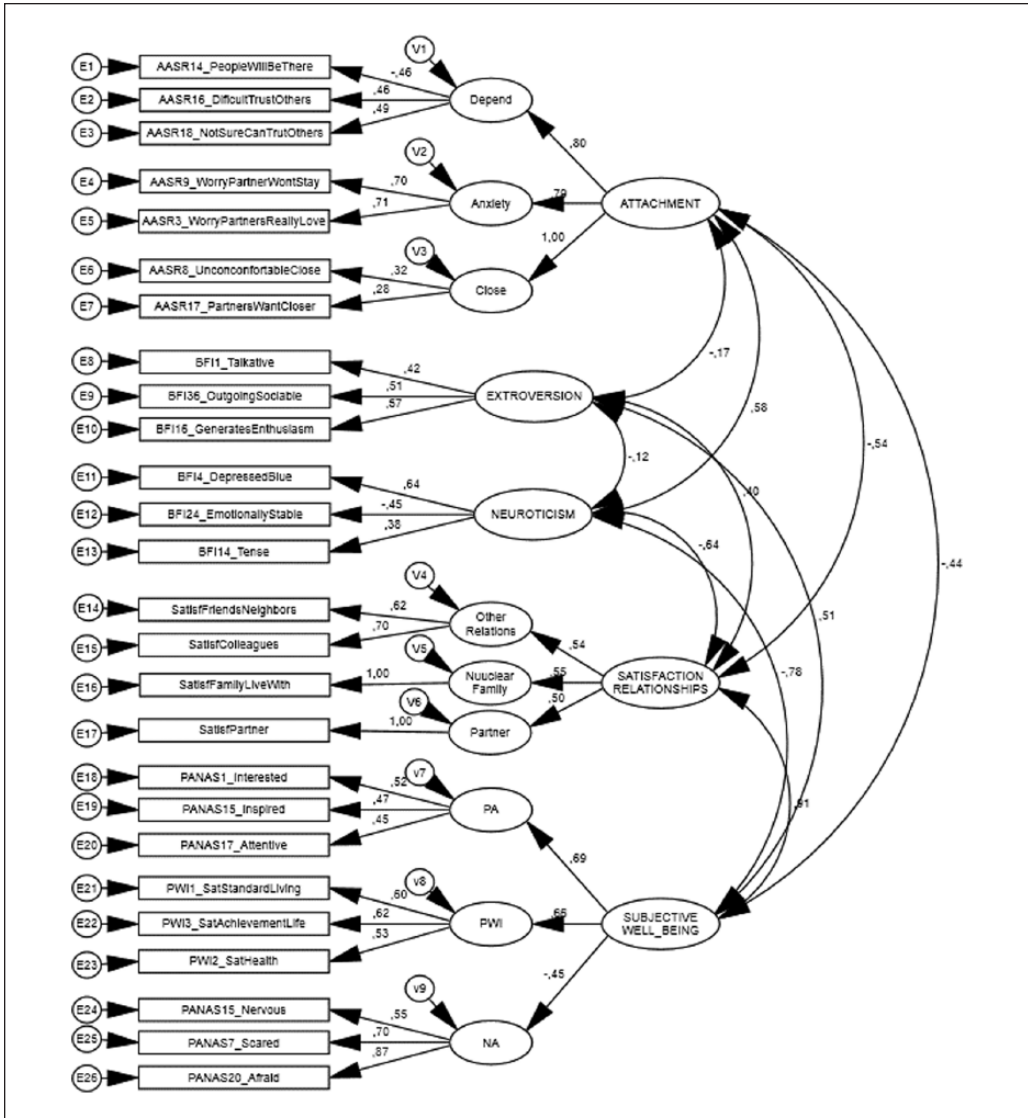 V1
E1
AASR14_PeopleWillBeThere
-,46
E2
AASR16_DificultTrustOthers
,46
Depend
E3
AASR18_NotSureCanTrutOthers
,49
,80
V2
E4
AASR9_WorryPartnerWontStay
,70
E5
AASR3_WorryPartnersReallyLove
,71
Anxiety
,79
ATTACHMENT
V3
1,00
E6
AASR8_UnconconfortableClose
,32
E7
AASR17_PartnersWantCloser
,28
Close
E8
BFI1_Talkative
,42
-,17
E9
BFI36_OutgoingSociable
,51
EXTROVERSION
E10
BFI16_GeneratesEnthusiasm
,57
,58
-,12
-,54
E11
BFI4_DepressedBlue
,64
,40
E12
BFI24_EmotionallyStable
-,45
NEUROTICISM
E13
BFI14_Tense
,38
-,64
-,44
V4
E14
SatisfFriendsNeighbors
,62
Other
Relations
E15
SatisfColleagues
,70
,54
,51
V5
E16
SatisfFamilyLiveWith
1,00
Nuuclear
Family
,55
SATISFACTION
RELATIONSHIPS
-,78
V6
,50
E17
SatisfPartner
1,00
Partner
E18
PANAS1_Interested
,52
v7
E19
PANAS15_Inspired
,47
PA
E20
PANAS17_Attentive
,45
,91
,69
E21
PWI1_SatStandardLiving
,60
v8
E22
PWI3_SatAchievementLife
,62
PWI
,66
SUBJECTIVE
WELL_BEING
E23
PWI2_SatHealth
,53
-,45
v9
E24
PANAS15_Nervous
,55
E25
PANAS7_Scared
,70
NA
E26
PANAS20_Afraid
,87